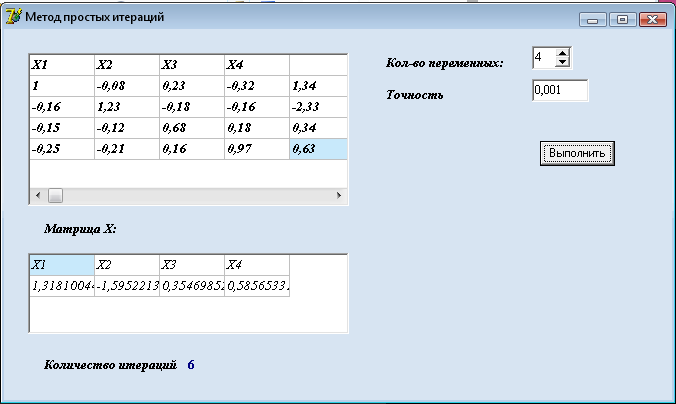 Метод простых итераций
X1 X2 X3 X4
1 -0,08 0,23 -0,32 1,34
-0,16 1,23 -0,18 -0,16 -2,33
-0,15 -0,12 0,68 0,18 0,34
-0,25 -0,21 0,16 0,97 0,63
Кол-во переменных: 4
Точность 0,001
Выполнить
Матрица X:
X1 X2 X3 X4
1,3181004 -1,5952213 0,3546985 0,5856533
Количество итераций 6